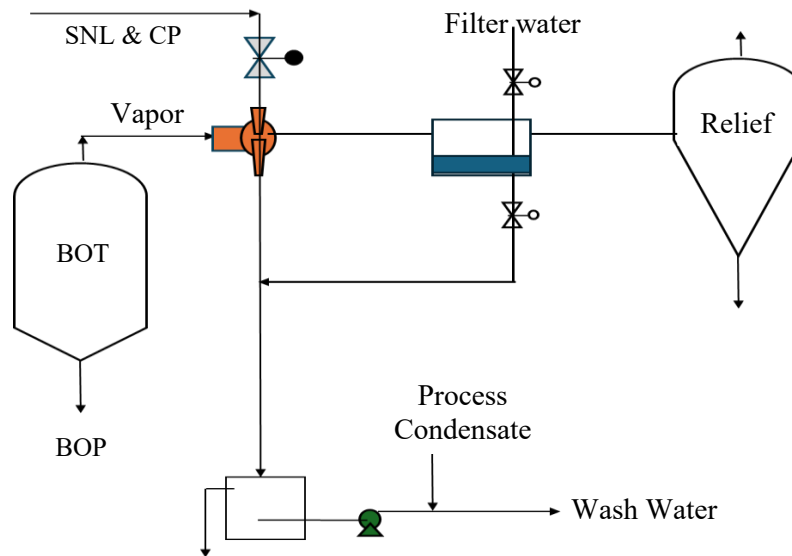 SNL & CP
Filter water
Vapor
Relief
BOT
BOP
Process
Condensate
Wash Water